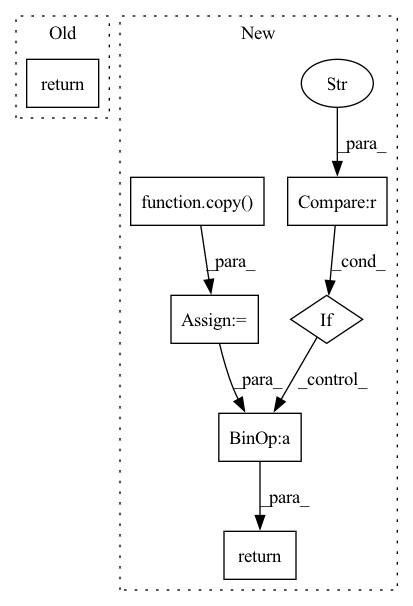 Old
New
return
Str
_para_
function.copy()
Compare:r
_para_
_cond_
Assign:=
If
_para_
_control_
BinOp:a
_para_
return